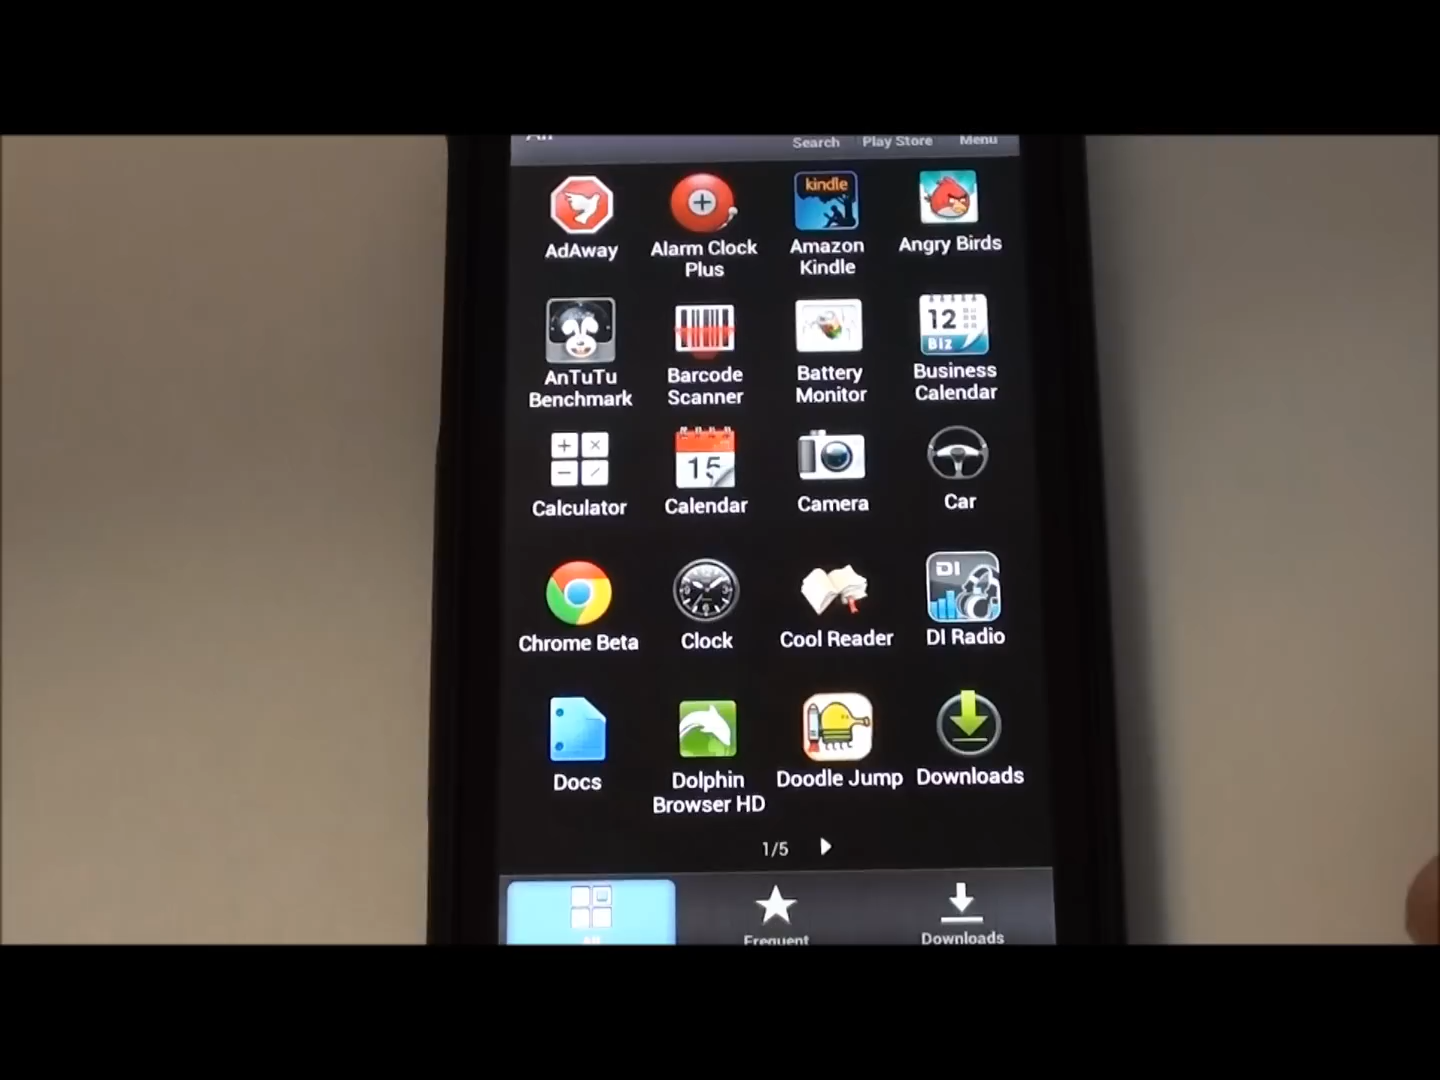 All
Search Play Store Menu
kindle
AdAway
Alarm Clock
Plus
Amazon
Kindle
Angry Birds
12
Biz
AnTuTu
Benchmark
Barcode
Scanner
Battery
Monitor
Business
Calendar
15
Calculator
Calendar
Camera
Car
DI
Chrome Beta
Clock
Cool Reader
DI Radio
Docs
Dolphin
Browser HD
Doodle Jump
Downloads
1/5
All
Frequent
Downloads